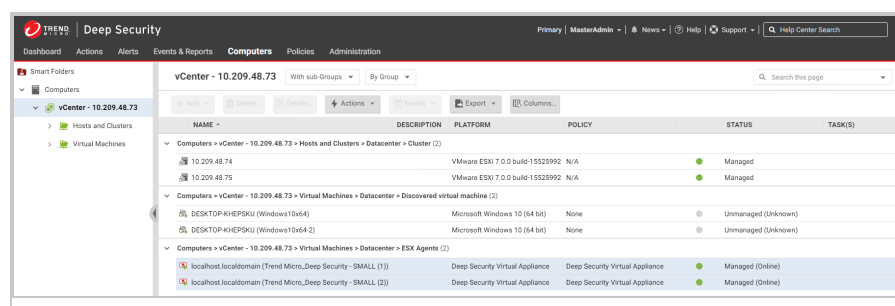 TREND MICRO Deep Security
Primary MasterAdmin News Help Support Help Center Search
Dashboard Actions Alerts Events & Reports Computers Policies Administration
Smart Folders
Computers
vCenter - 10.209.48.73
Hosts and Clusters
Virtual Machines
vCenter - 10.209.48.73 With sub-Groups By Group Search this page
Add Delete... Details... Actions Events Export Columns...
NAME DESCRIPTION PLATFORM POLICY STATUS TASK(S)
Computers > vCenter - 10.209.48.73 > Hosts and Clusters > Datacenter > Cluster (2)
10.209.48.74 VMware ESXi 7.0.0 build-15525992 N/A Managed
10.209.48.75 VMware ESXi 7.0.0 build-15525992 N/A Managed
Computers > vCenter - 10.209.48.73 > Virtual Machines > Datacenter > Discovered virtual machine (2)
DESKTOP-KHEPSKU (Windows10x64) Microsoft Windows 10 (64 bit) None Unmanaged (Unknown)
DESKTOP-KHEPSKU (Windows10x64-2) Microsoft Windows 10 (64 bit) None Unmanaged (Unknown)
Computers > vCenter - 10.209.48.73 > Virtual Machines > Datacenter > ESX Agents (2)
localhost.localdomain (Trend Micro_Deep Security - SMALL (1)) Deep Security Virtual Appliance Deep Security Virtual Appliance Managed (Online)
localhost.localdomain (Trend Micro_Deep Security - SMALL (2)) Deep Security Virtual Appliance Deep Security Virtual Appliance Managed (Online)